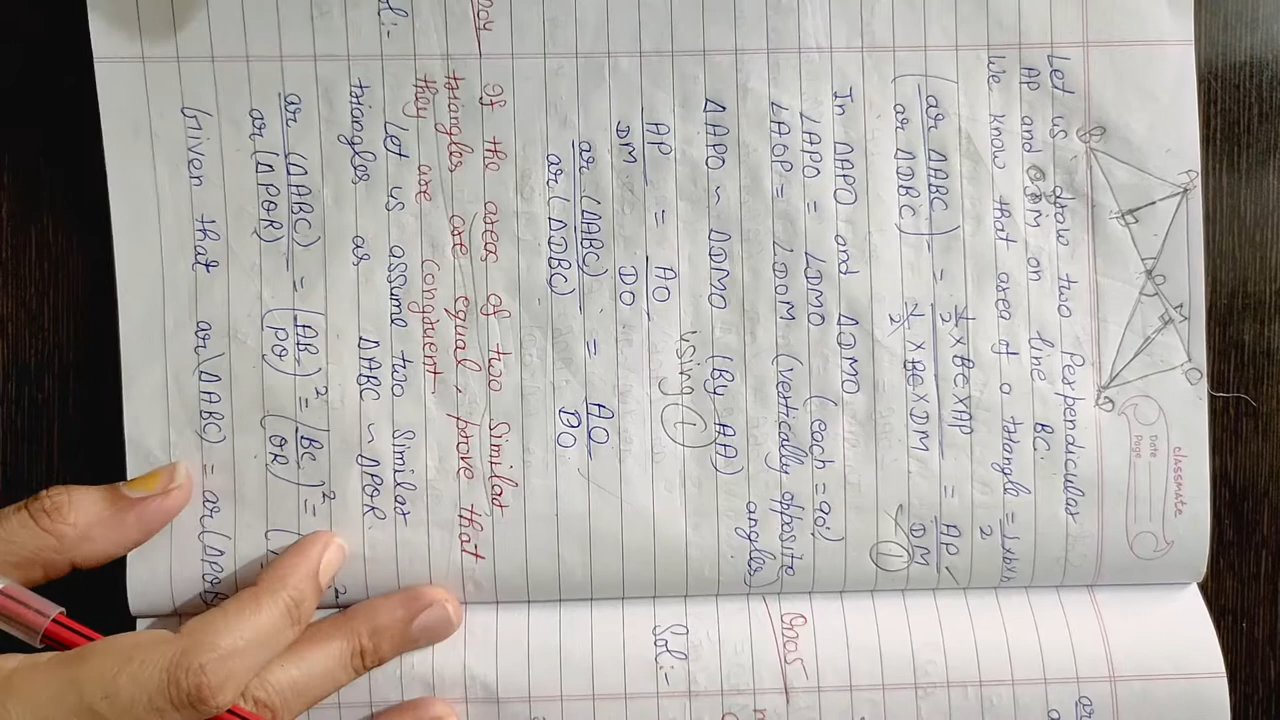 classmate
Date
Page
A
B
P
O
M
C
D
Let us draw two Perpendicular
AP and DM on line BC.
We know that area of a triangle = 1/2 x b x h
(ar ΔABC / ar ΔDBC) = 1/2 × BC × AP / 1/2 × BC × DM = AP / DM ①
In ΔAPO and ΔDMO
∠APO = ∠DMO (each = 90°)
∠AOP = ∠DOM (vertically opposite
angles)
ΔAPO ~ ΔDMO (By AA)
using ①
AP / DM = AO / DO
ar (ΔABC) / ar (ΔDBC) = AO / DO
If the areas of two similar
triangles are equal, prove that
they are congruent.
Let us assume two similar
triangles as ΔABC ~ ΔPQR.
ar (ΔABC) / ar (ΔPQR) = (AB / PQ)² = (BC / QR)² = ( ²
Given that ar(ΔABC) = ar(ΔPQR
Qno5
Sol:-
ar